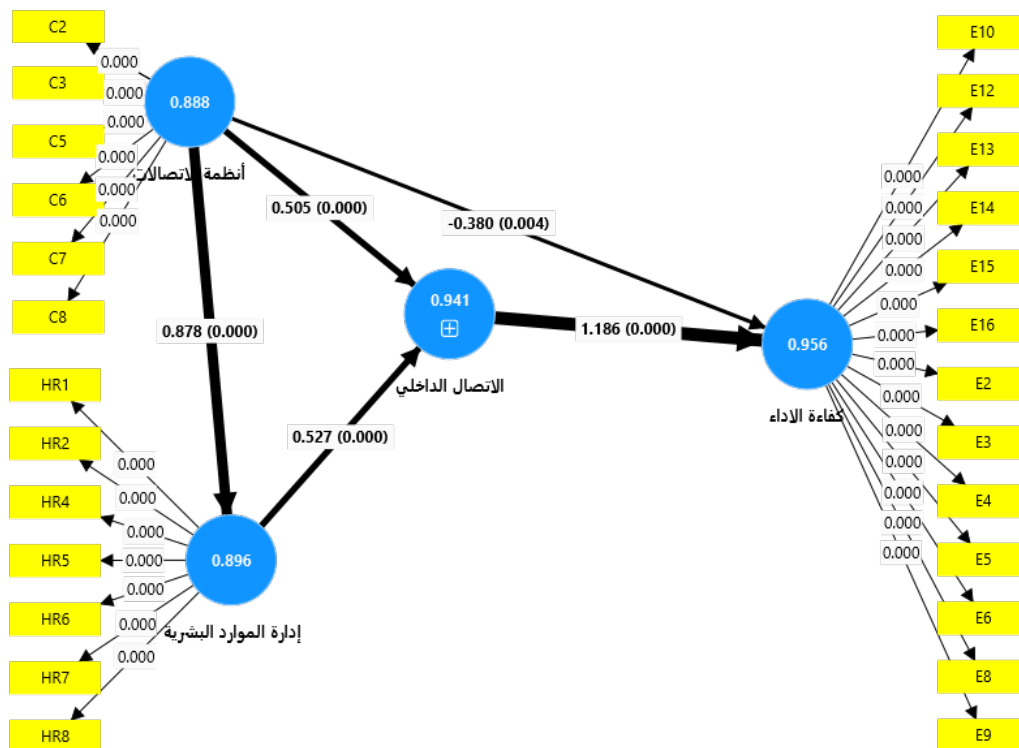 C2
C3
C5
C6
C7
C8
0.000
0.000
0.000
0.000
0.000
0.000
0.888
أنظمة الاتصالات
0.505 (0.000)
-0.380 (0.004)
0.878 (0.000)
0.941
الاتصال الداخلي
1.186 (0.000)
0.527 (0.000)
HR1
HR2
HR4
HR5
HR6
HR7
HR8
0.000
0.000
0.000
0.000
0.000
0.000
0.000
0.896
إدارة الموارد البشرية
0.956
كفاءة الاداء
0.000
0.000
0.000
0.000
0.000
0.000
0.000
0.000
0.000
0.000
0.000
0.000
0.000
E10
E12
E13
E14
E15
E16
E2
E3
E4
E5
E6
E8
E9